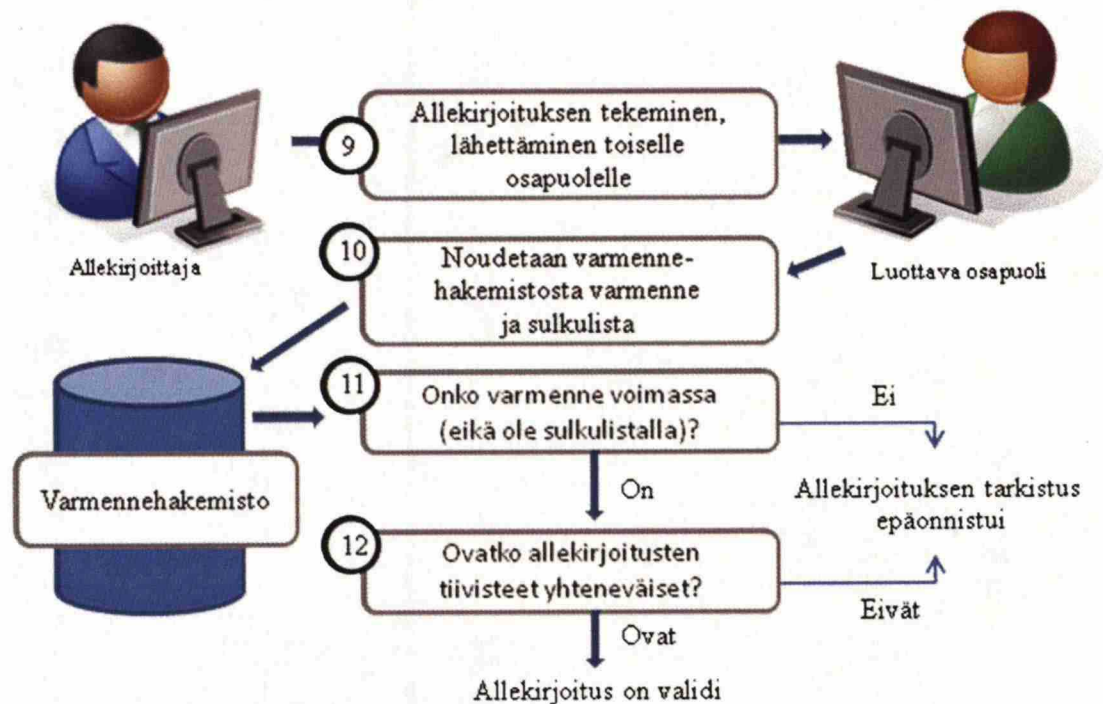 9
Allekirjoituksen tekeminen,
lähettäminen toiselle
osapuolelle
Allekirjoittaja
Luottava osapuoli
10
Noudetaan varmenne-
hakemistosta varmenne
ja sulkulista
11
Onko varmenne voimassa
(eikä ole sulkulistalla)?
Ei
Varmennehakemisto
On
Allekirjoituksen tarkistus
epäonnistui
12
Ovatko allekirjoitusten
tiivisteet yhteneväiset?
Eivät
Ovat
Allekirjoitus on validi